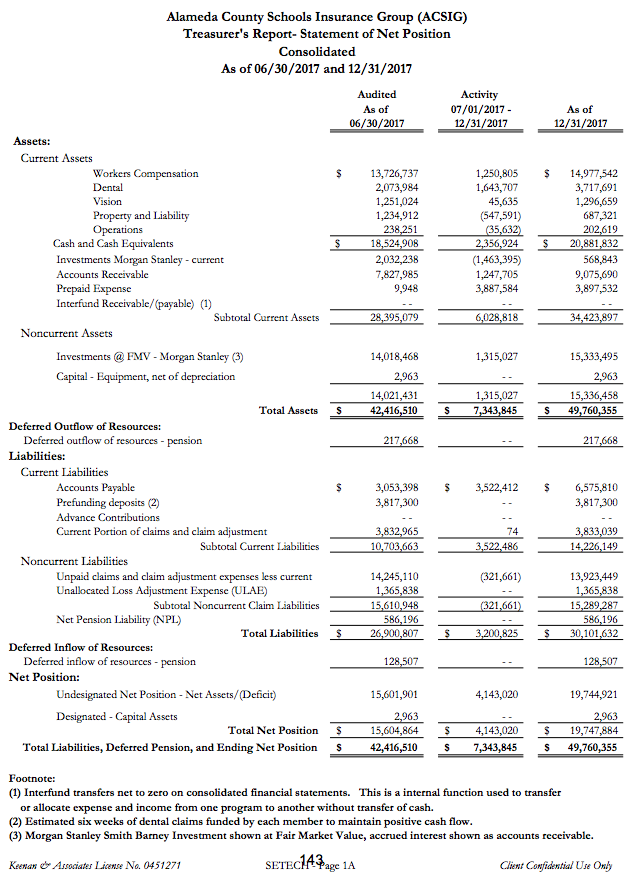 Alameda County Schools Insurance Group (ACSIG)
Treasurer's Report- Statement of Net Position
Consolidated
As of 06/30/2017 and 12/31/2017
Audited Activity
As of 07/01/2017 - As of
06/30/2017 12/31/2017 12/31/2017
Assets:
Current Assets
Workers Compensation $ 13,726,737 1,250,805 $ 14,977,542
Dental 2,073,984 1,643,707 3,717,691
Vision 1,251,024 45,635 1,296,659
Property and Liability 1,234,912 (547,591) 687,321
Operations 238,251 (35,632) 202,619
Cash and Cash Equivalents $ 18,524,908 2,356,924 $ 20,881,832
Investments Morgan Stanley - current 2,032,238 (1,463,395) 568,843
Accounts Receivable 7,827,985 1,247,705 9,075,690
Prepaid Expense 9,948 3,887,584 3,897,532
Interfund Receivable/(payable) (1) - - - - - -
Subtotal Current Assets 28,395,079 6,028,818 34,423,897
Noncurrent Assets
Investments @ FMV - Morgan Stanley (3) 14,018,468 1,315,027 15,333,495
Capital - Equipment, net of depreciation 2,963 - - 2,963
14,021,431 1,315,027 15,336,458
Total Assets $ 42,416,510 $ 7,343,845 $ 49,760,355
Deferred Outflow of Resources:
Deferred outflow of resources - pension 217,668 - - 217,668
Liabilities:
Current Liabilities
Accounts Payable $ 3,053,398 $ 3,522,412 $ 6,575,810
Prefunding deposits (2) 3,817,300 - - 3,817,300
Advance Contributions - - - - - -
Current Portion of claims and claim adjustment 3,832,965 74 3,833,039
Subtotal Current Liabilities 10,703,663 3,522,486 14,226,149
Noncurrent Liabilities
Unpaid claims and claim adjustment expenses less current 14,245,110 (321,661) 13,923,449
Unallocated Loss Adjustment Expense (ULAE) 1,365,838 - - 1,365,838
Subtotal Noncurrent Claim Liabilities 15,610,948 (321,661) 15,289,287
Net Pension Liability (NPL) 586,196 - - 586,196
Total Liabilities $ 26,900,807 $ 3,200,825 $ 30,101,632
Deferred Inflow of Resources:
Deferred inflow of resources - pension 128,507 - - 128,507
Net Position:
Undesignated Net Position - Net Assets/(Deficit) 15,601,901 4,143,020 19,744,921
Designated - Capital Assets 2,963 - - 2,963
Total Net Position $ 15,604,864 $ 4,143,020 $ 19,747,884
Total Liabilities, Deferred Pension, and Ending Net Position $ 42,416,510 $ 7,343,845 $ 49,760,355
Footnote:
(1) Interfund transfers net to zero on consolidated financial statements. This is a internal function used to transfer
or allocate expense and income from one program to another without transfer of cash.
(2) Estimated six weeks of dental claims funded by each member to maintain positive cash flow.
(3) Morgan Stanley Smith Barney Investment shown at Fair Market Value, accrued interest shown as accounts receivable.
Keenan & Associates License No. 0451271 SETECH - Page 1A Client Confidential Use Only
143